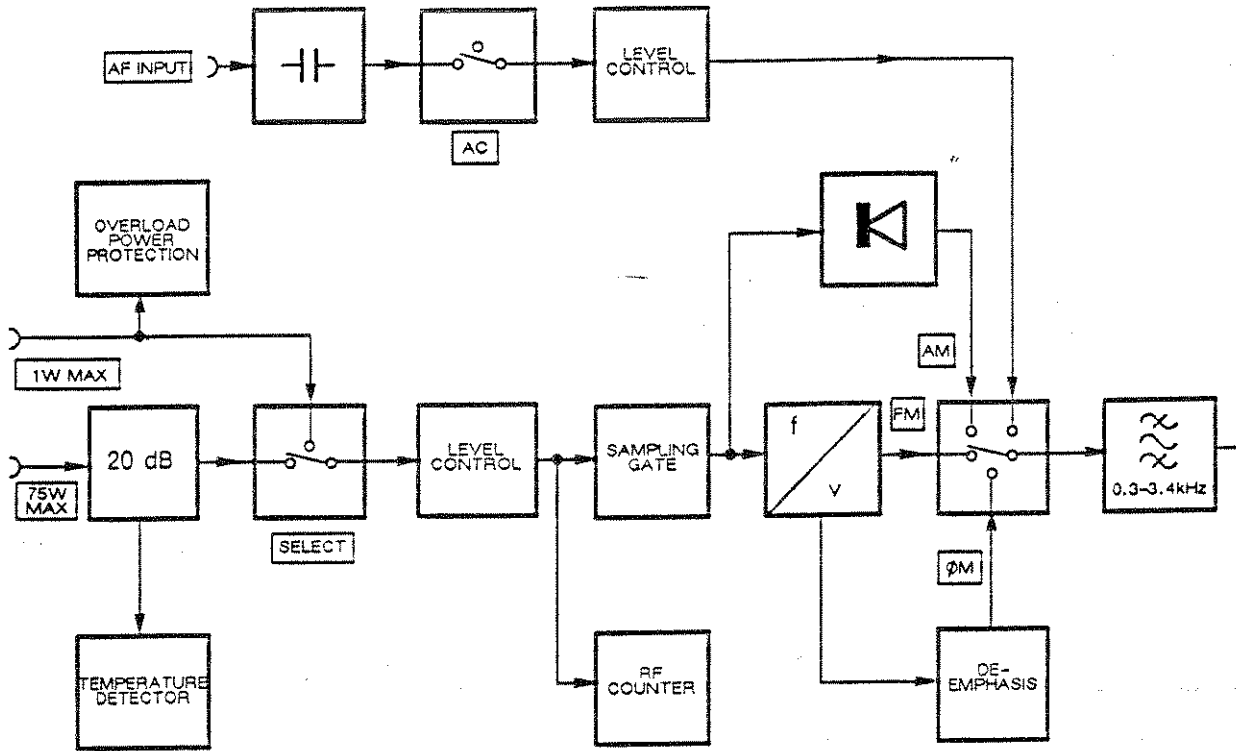 AF INPUT
AC
LEVEL
CONTROL
OVERLOAD
POWER
PROTECTION
1W MAX
AM
75W
MAX
20 dB
SELECT
LEVEL
CONTROL
SAMPLING
GATE
f
v
FM
0.3-3.4kHz
ØM
TEMPERATURE
DETECTOR
RF
COUNTER
DE-
EMPHASIS